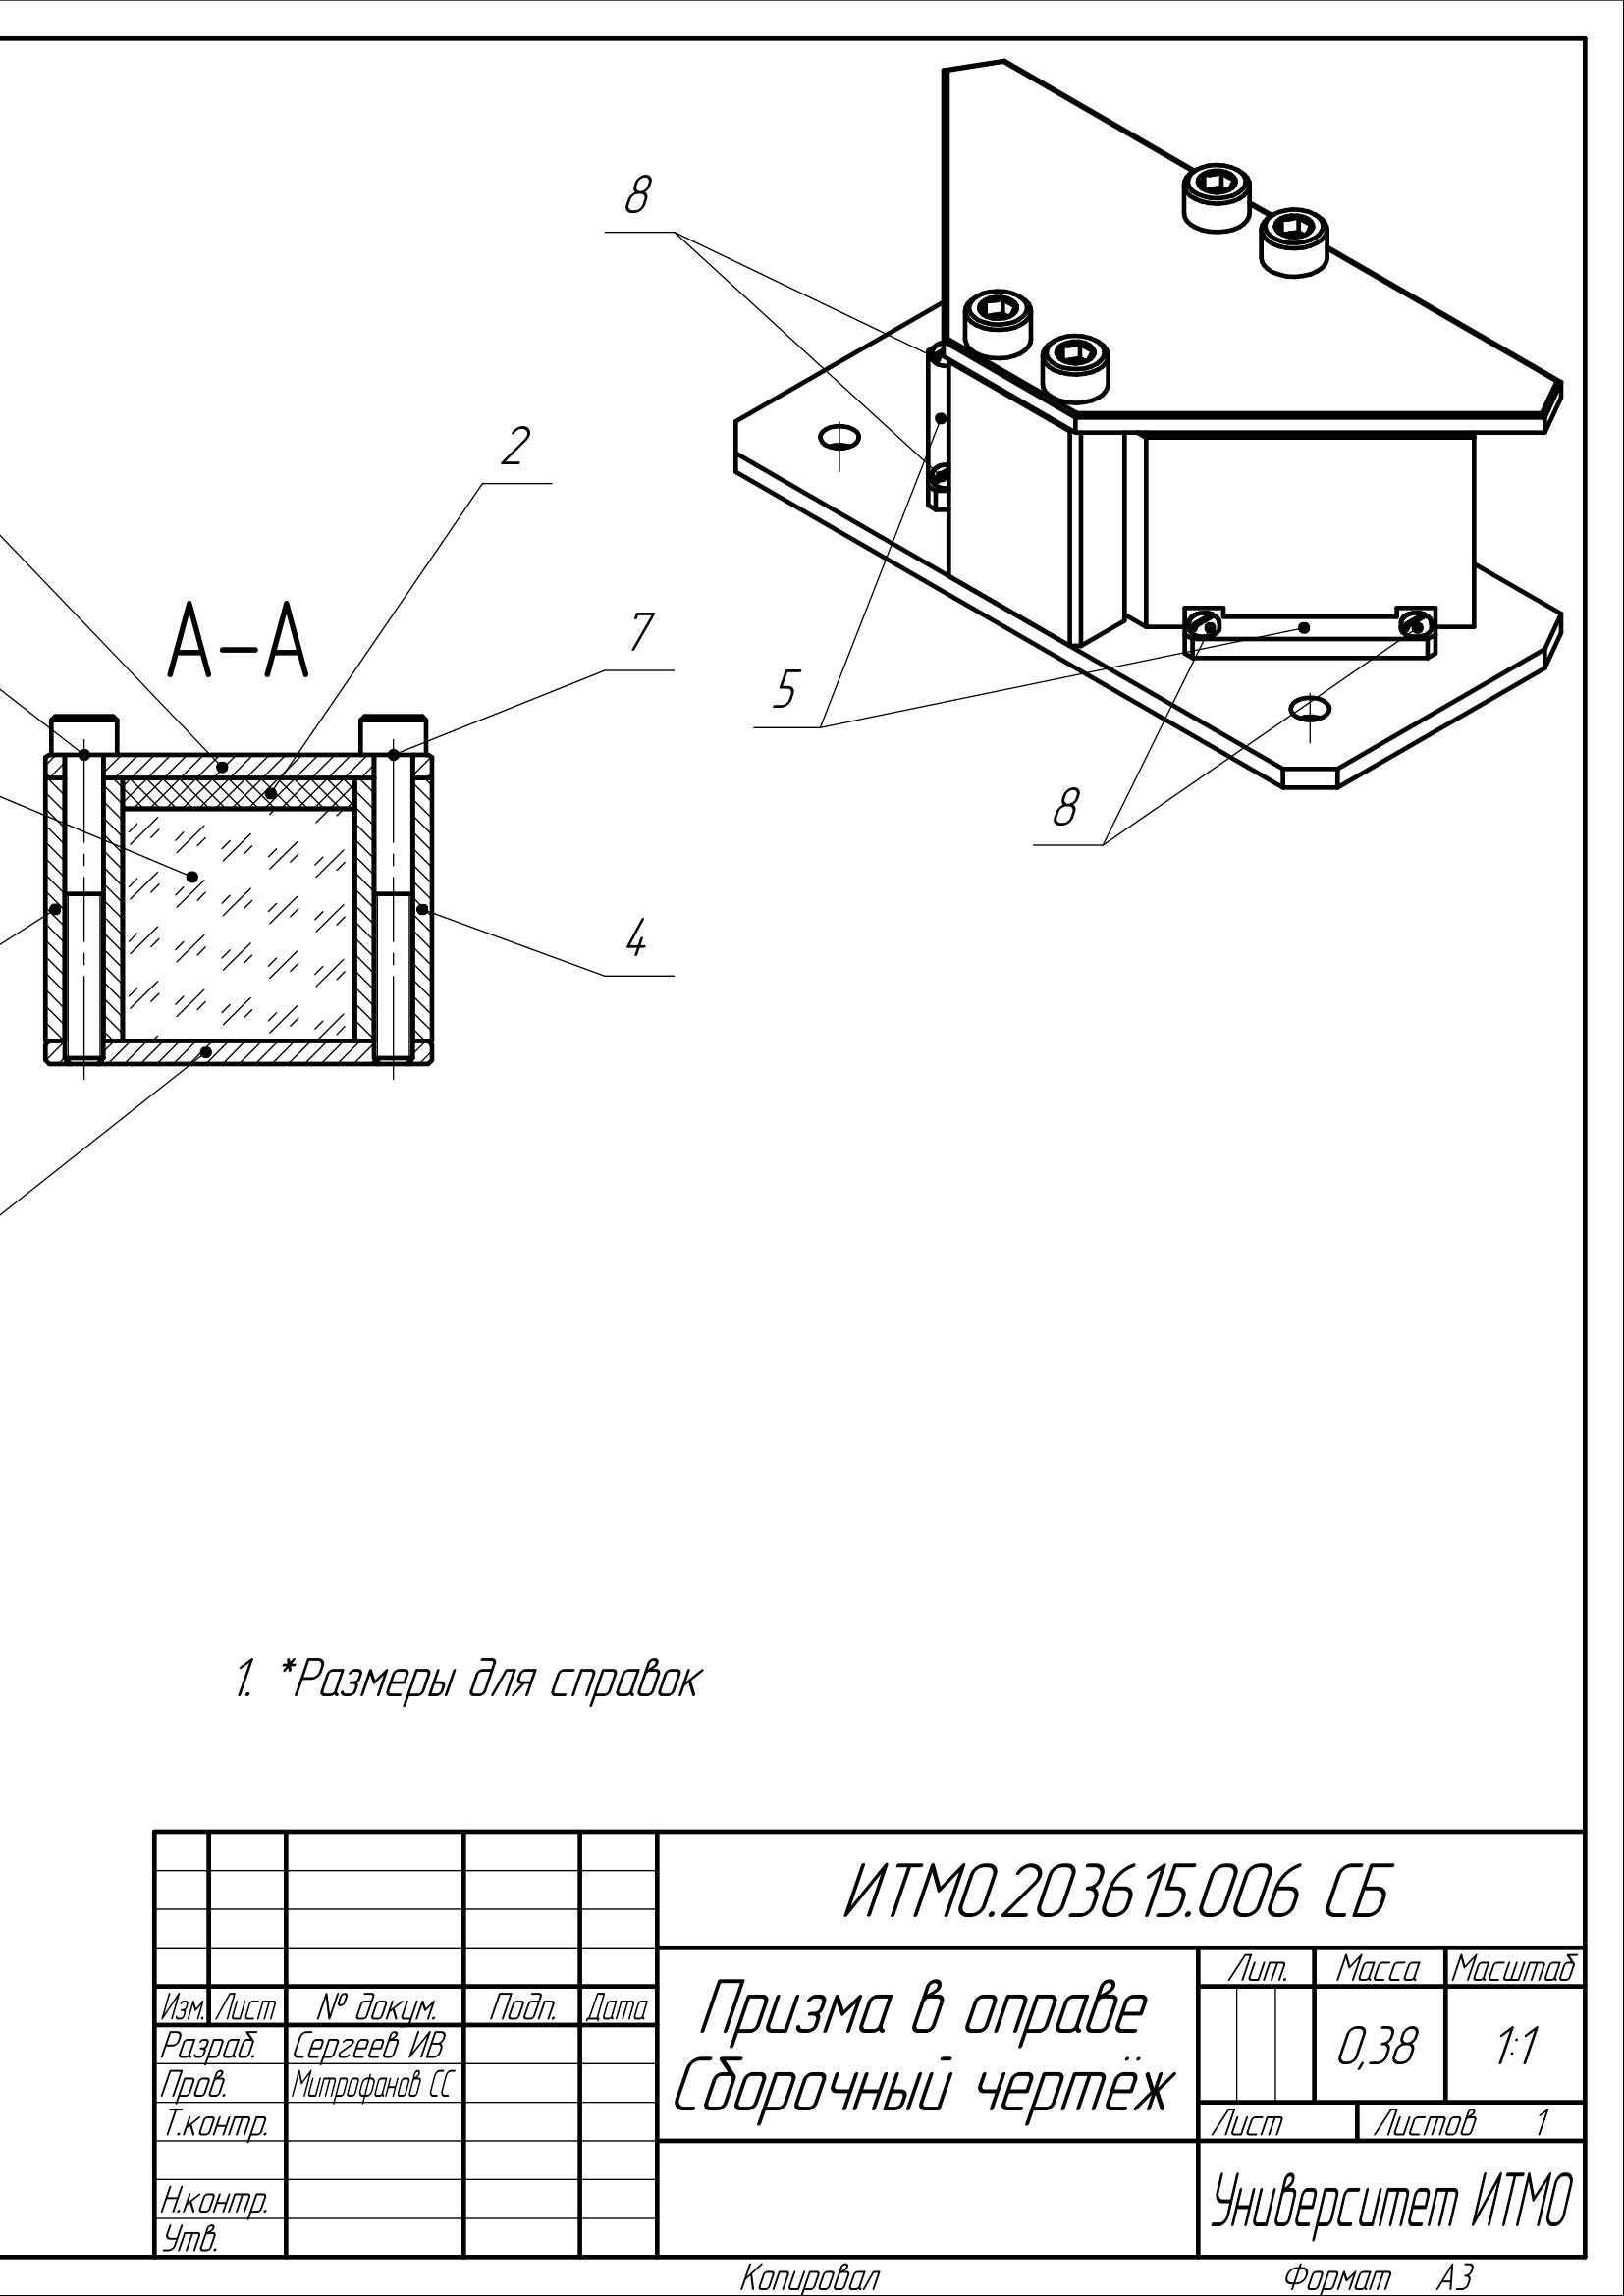 8
2
А-А
7
5
8
4
1. *Размеры для справок
ИТМО.203615.006 СБ
Лит. Масса Масштаб
Изм. Лист № докум. Подп. Дата
Призма в оправе
Сборочный чертёж
Разраб. Сергеев ИВ
0,38 1:1
Пров. Митрофанов СС
Т.контр.
Лист Листов 1
Н.контр.
Утв.
Университет ИТМО
Копировал Формат А3